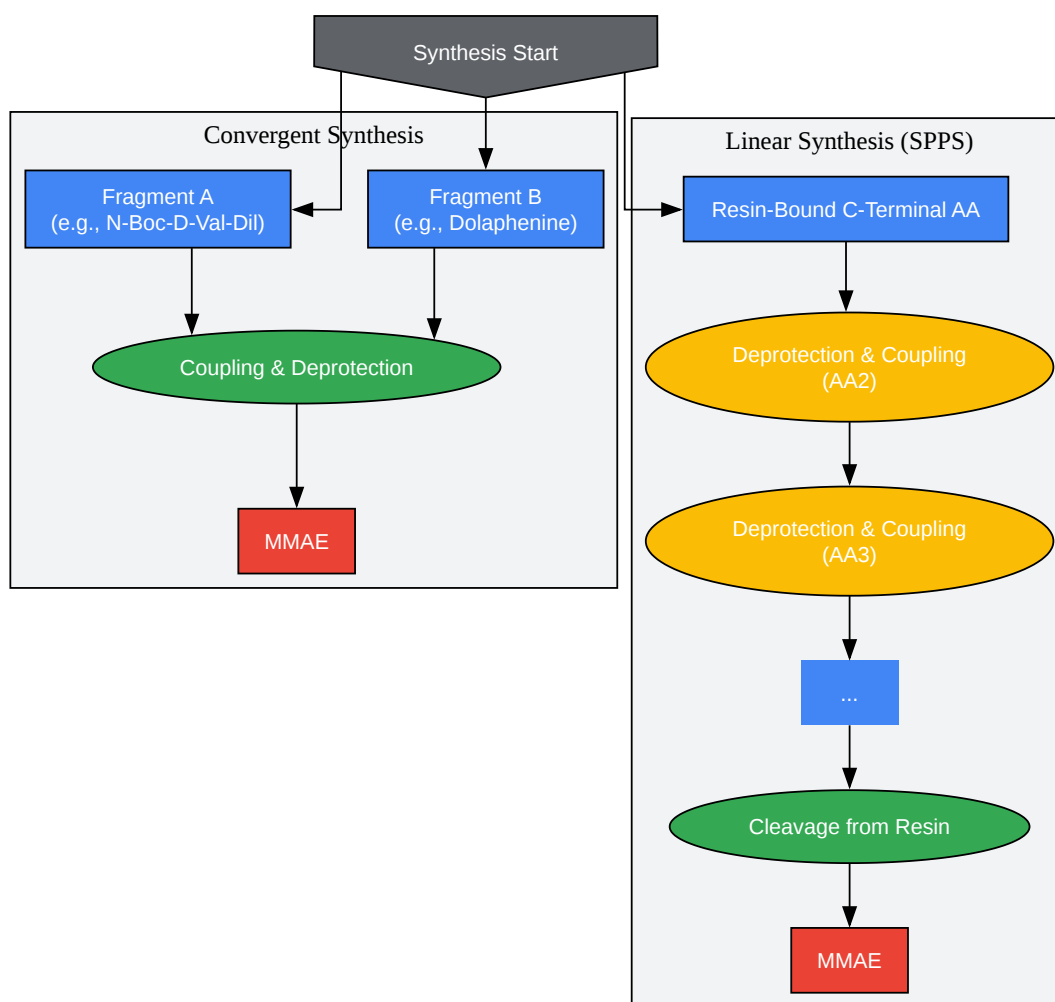 Synthesis Start
Convergent Synthesis
Fragment A
(e.g., N-Boc-D-Val-Dil)
Fragment B
(e.g., Dolaphenine)
Coupling & Deprotection
MMAE
Linear Synthesis (SPPS)
Resin-Bound C-Terminal AA
Deprotection & Coupling
(AA2)
Deprotection & Coupling
(AA3)
...
Cleavage from Resin
MMAE